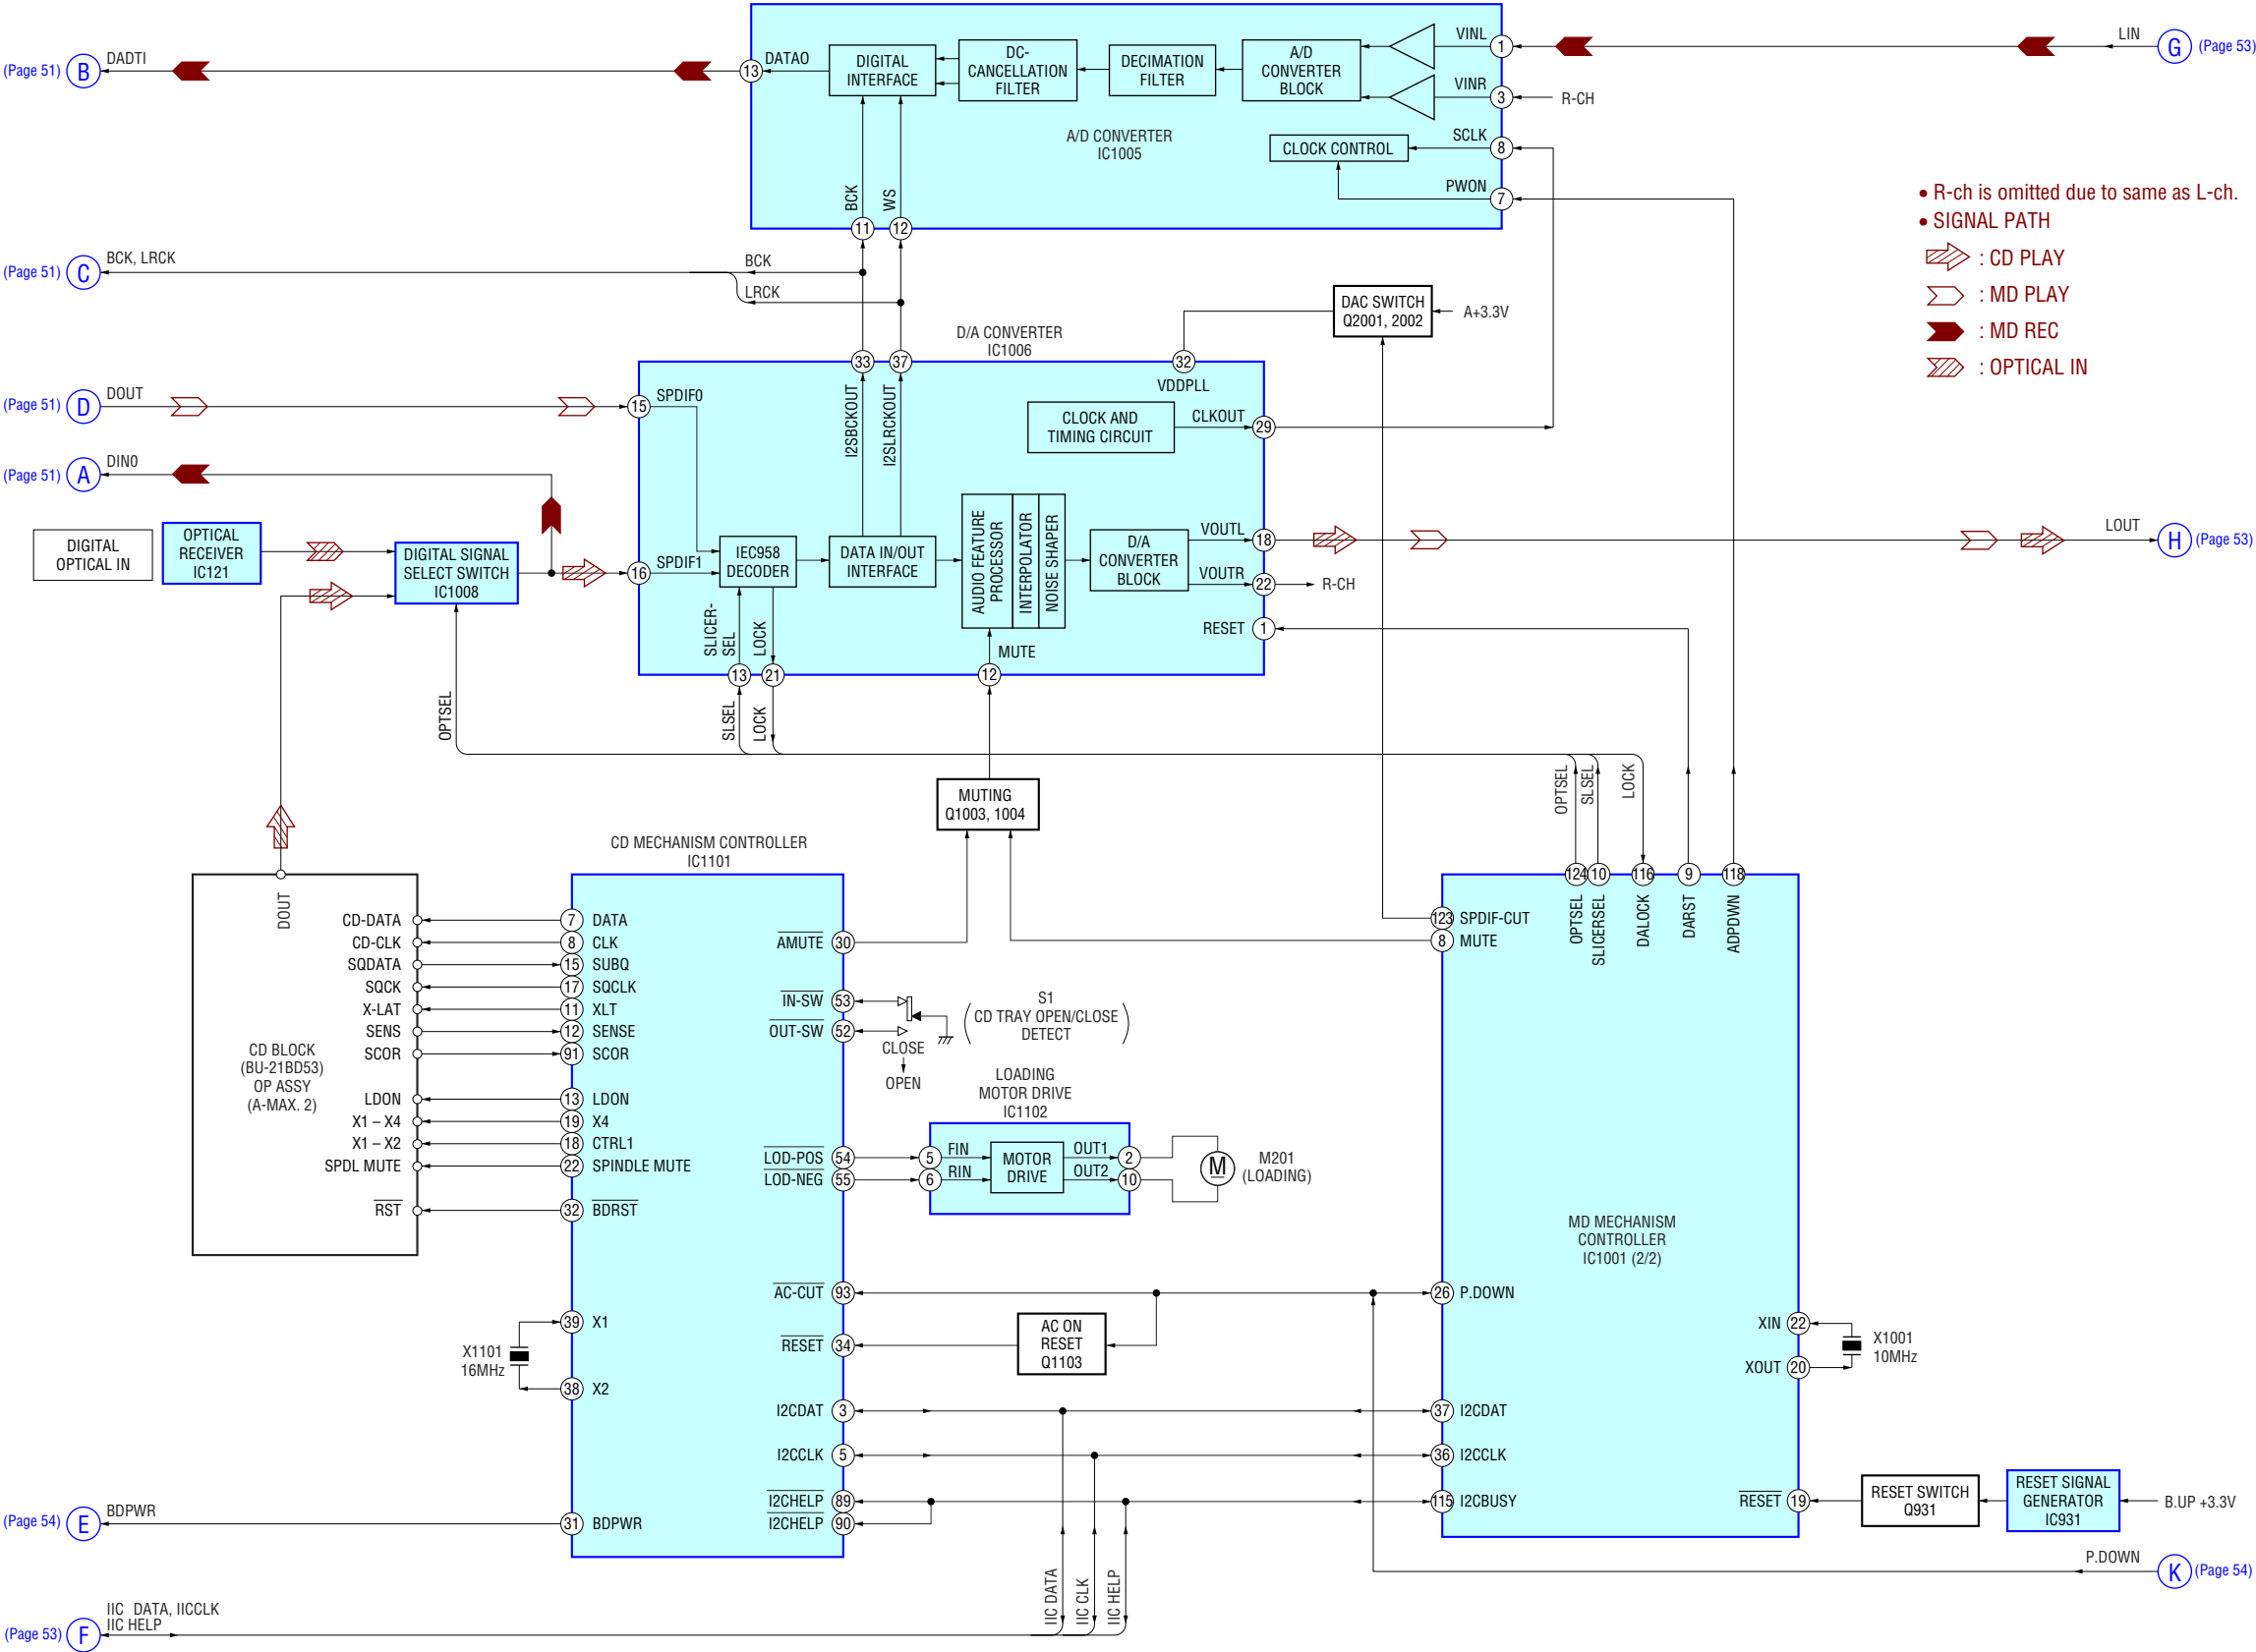 (Page 51) B DADTI
13 DATAO
DIGITAL
INTERFACE
DC-
CANCELLATION
FILTER
DECIMATION
FILTER
A/D
CONVERTER
BLOCK
VINL 1
VINR 3
R-CH
LIN G (Page 53)
A/D CONVERTER
IC1005
CLOCK CONTROL
SCLK 8
PWON 7
BCK
WS
11 12
• R-ch is omitted due to same as L-ch.
• SIGNAL PATH
: CD PLAY
: MD PLAY
: MD REC
: OPTICAL IN
(Page 51) C BCK, LRCK
BCK
LRCK
DAC SWITCH
Q2001, 2002
A+3.3V
D/A CONVERTER
IC1006
33 37 32
VDDPLL
(Page 51) D DOUT
15 SPDIF0
I2SBCKOUT
I2SLRCKOUT
CLOCK AND
TIMING CIRCUIT
CLKOUT 29
(Page 51) A DIN0
DIGITAL
OPTICAL IN
OPTICAL
RECEIVER
IC121
DIGITAL SIGNAL
SELECT SWITCH
IC1008
16 SPDIF1
IEC958
DECODER
DATA IN/OUT
INTERFACE
AUDIO FEATURE
PROCESSOR
INTERPOLATOR
NOISE SHAPER
D/A
CONVERTER
BLOCK
VOUTL 18
VOUTR 22
R-CH
LOUT H (Page 53)
RESET 1
SLICER-
SEL
LOCK
MUTE
13 21 12
OPTSEL
SLSEL
LOCK
MUTING
Q1003, 1004
OPTSEL
SLSEL
LOCK
CD MECHANISM CONTROLLER
IC1101
DOUT
CD BLOCK
(BU-21BD53)
OP ASSY
(A-MAX. 2)
CD-DATA 7 DATA
CD-CLK 8 CLK
SQDATA 15 SUBQ
SQCK 17 SQCLK
X-LAT 11 XLT
SENS 12 SENSE
SCOR 91 SCOR
LDON 13 LDON
X1 – X4 19 X4
X1 – X2 18 CTRL1
SPDL MUTE 22 SPINDLE MUTE
RST 32 BDRST
X1101
16MHz
39 X1
38 X2
AMUTE 30
IN-SW 53
OUT-SW 52
CLOSE
OPEN
S1
(CD TRAY OPEN/CLOSE
DETECT)
LOADING
MOTOR DRIVE
IC1102
LOD-POS 54
LOD-NEG 55
5 FIN
6 RIN
MOTOR
DRIVE
OUT1 2
OUT2 10
M
M201
(LOADING)
AC-CUT 93
RESET 34
AC ON
RESET
Q1103
I2CDAT 3
I2CCLK 5
I2CHELP 89
I2CHELP 90
124 10 116 9 118
OPTSEL
SLICERSEL
DALOCK
DARST
ADPDWN
123 SPDIF-CUT
8 MUTE
MD MECHANISM
CONTROLLER
IC1001 (2/2)
26 P.DOWN
XIN 22
XOUT 20
X1001
10MHz
37 I2CDAT
36 I2CCLK
115 I2CBUSY
RESET 19
RESET SWITCH
Q931
RESET SIGNAL
GENERATOR
IC931
B.UP +3.3V
(Page 54) E BDPWR
31 BDPWR
P.DOWN K (Page 54)
IIC DATA
IIC CLK
IIC HELP
(Page 53) F IIC DATA, IICCLK
IIC HELP